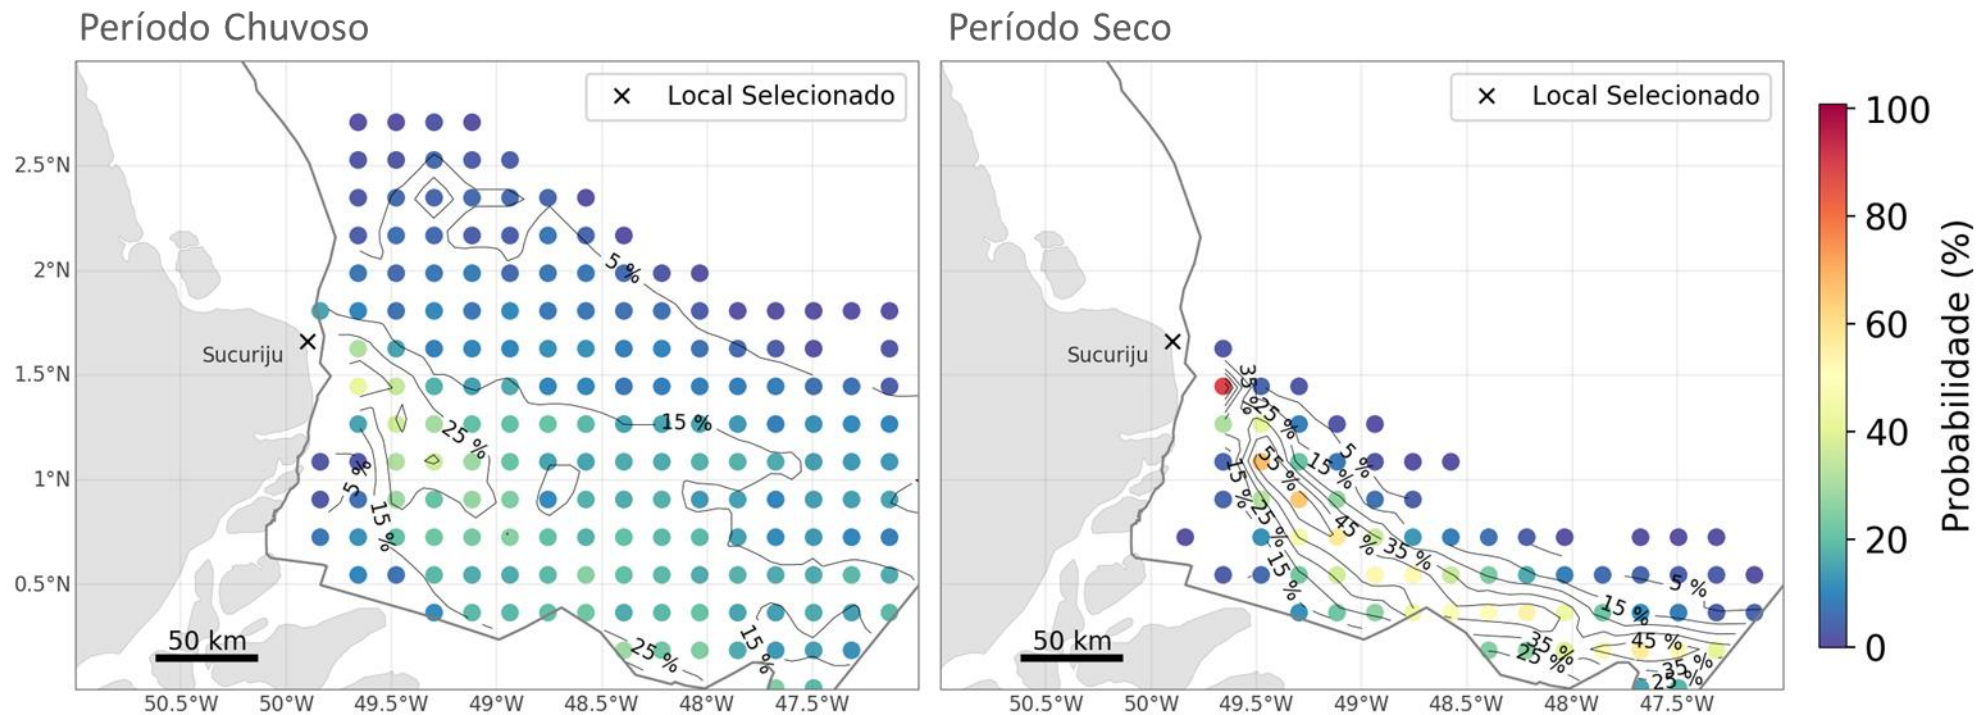 Período Chuvoso
Período Seco
× Local Selecionado
× Local Selecionado
2.5°N
2°N
1.5°N
1°N
0.5°N
Sucuriju
Sucuriju
5 %
15 %
25 %
5 %
15 %
25 %
15 %
35 %
25 %
5 %
15 %
55 %
15 %
25 %
45 %
35 %
15 %
5 %
15 %
45 %
35 %
25 %
35 %
25 %
50 km
50 km
50.5°W 50°W 49.5°W 49°W 48.5°W 48°W 47.5°W
50.5°W 50°W 49.5°W 49°W 48.5°W 48°W 47.5°W
100
80
60
40
20
0
Probabilidade (%)